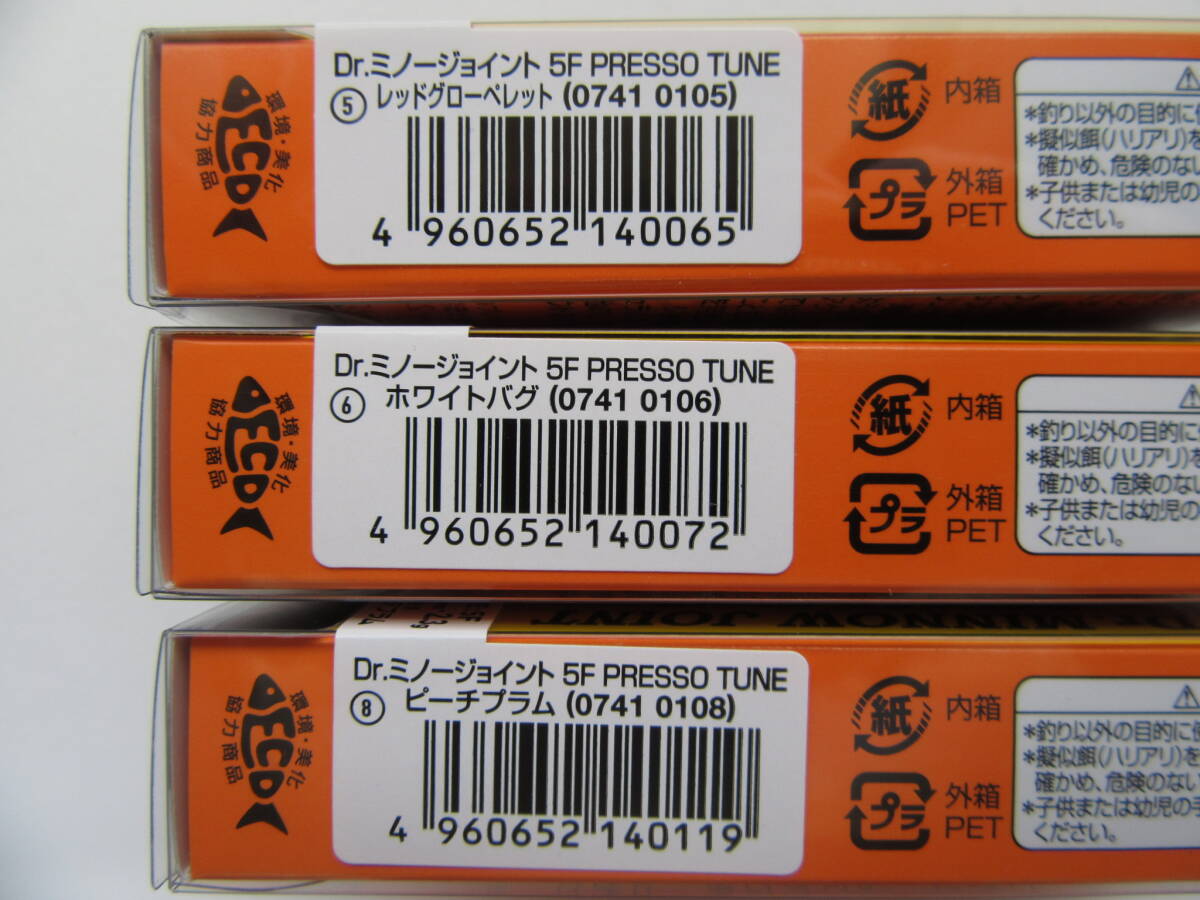 Dr.ミノージョイント 5F PRESSO TUNE
⑤ レッドグローペレット (0741 0105)
4 960652 140065
環境・美化
ECO
協力商品
紙 内箱
プラ 外箱
PET
*釣り以外の目的に
*擬似餌(ハリアリ)を
確かめ、危険のない
*子供または幼児の
ください。
Dr.ミノージョイント 5F PRESSO TUNE
⑥ ホワイトバグ (0741 0106)
4 960652 140072
環境・美化
ECO
協力商品
紙 内箱
プラ 外箱
PET
*釣り以外の目的に
*擬似餌(ハリアリ)を
確かめ、危険のない
*子供または幼児の
ください。
MINNOW JOINT
Dr.ミノージョイント 5F PRESSO TUNE
⑧ ピーチプラム (0741 0108)
4 960652 140119
環境・美化
ECO
協力商品
紙 内箱
プラ 外箱
PET
*釣り以外の目的に
*擬似餌(ハリアリ)を
確かめ、危険のない
*子供または幼児の
ください。